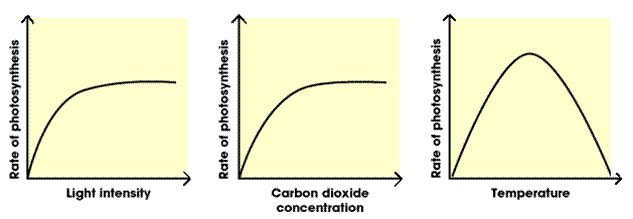 Rate of photosynthesis
Light intensity
Rate of photosynthesis
Carbon dioxide
concentration
Rate of photosynthesis
Temperature